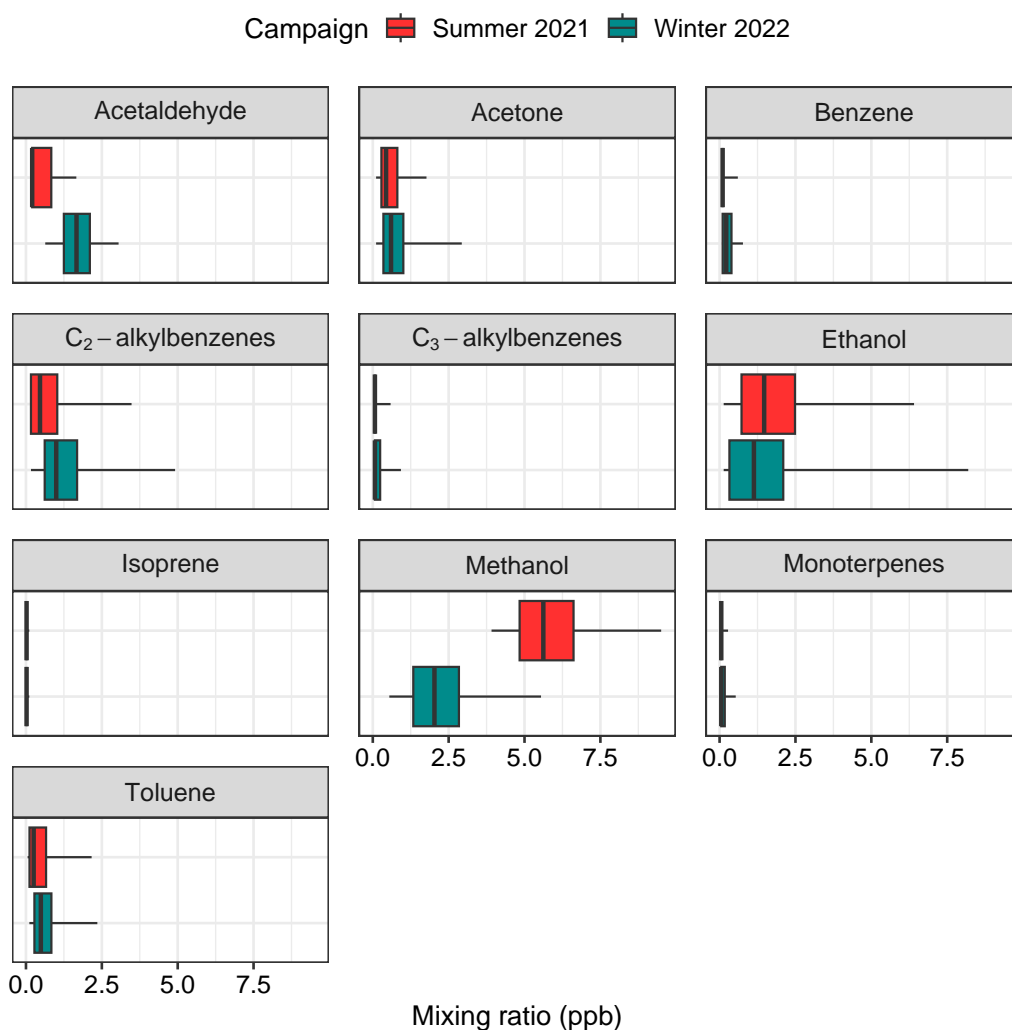 Campaign Summer 2021 Winter 2022
Acetaldehyde Acetone Benzene
C₂ – alkylbenzenes C₃ – alkylbenzenes Ethanol
Isoprene Methanol Monoterpenes
0.0 2.5 5.0 7.5 0.0 2.5 5.0 7.5
Toluene
0.0 2.5 5.0 7.5
Mixing ratio (ppb)